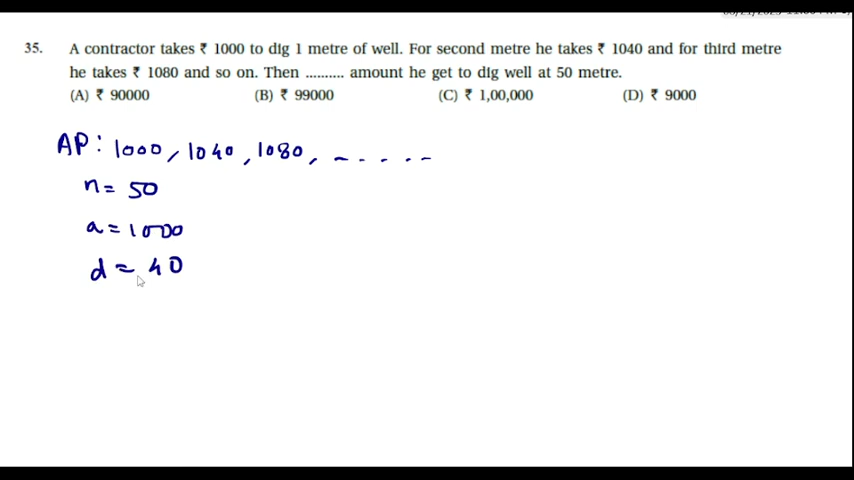 35. A contractor takes ₹ 1000 to dig 1 metre of well. For second metre he takes ₹ 1040 and for third metre
he takes ₹ 1080 and so on. Then .......... amount he get to dig well at 50 metre.
(A) ₹ 90000 (B) ₹ 99000 (C) ₹ 1,00,000 (D) ₹ 9000
AP: 1000, 1040, 1080, - - - - -
n = 50
a = 1000
d = 40